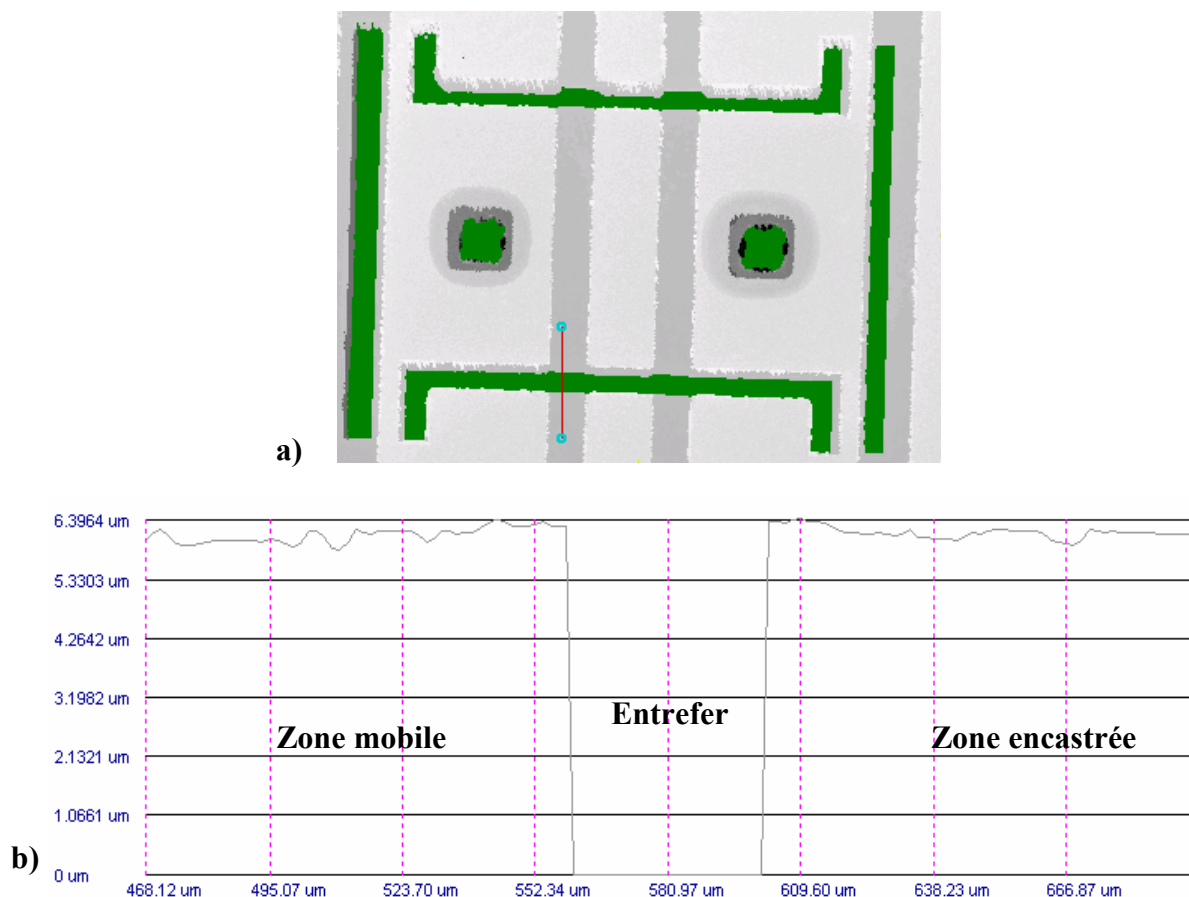 a)
6.3964 um
5.3303 um
4.2642 um
3.1982 um
Entrefer
Zone mobile
Zone encastrée
2.1321 um
1.0661 um
b)
0 um
468.12 um 495.07 um 523.70 um 552.34 um 580.97 um 609.60 um 638.23 um 666.87 um